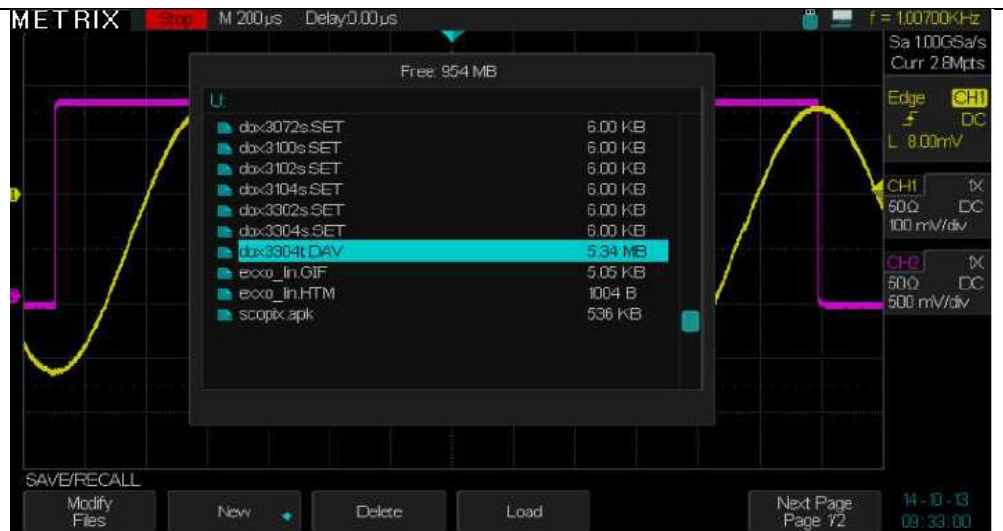 METRIX Stop M 200μs Delay:0.00μs f = 1.00700KHz
Sa 1.00GSa/s
Curr 2.8Mpts
Free: 954 MB
U:
dox3072s.SET 6.00 KB
dox3100s.SET 6.00 KB
dox3102s.SET 6.00 KB
dox3104s.SET 6.00 KB
dox3302s.SET 6.00 KB
dox3304s.SET 6.00 KB
dox3304t.DAV 5.34 MB
exxo_lin.GIF 5.05 KB
exxo_lin.HTM 1004 B
scopix.apk 536 KB
Edge CH1
DC
L 8.00mV
CH1 1X
50Ω DC
100 mV/div
CH2 1X
50Ω DC
500 mV/div
1
2
SAVE/RECALL
Modify Files
New
Delete
Load
Next Page
Page 1/2
14-10-13
09:33:00